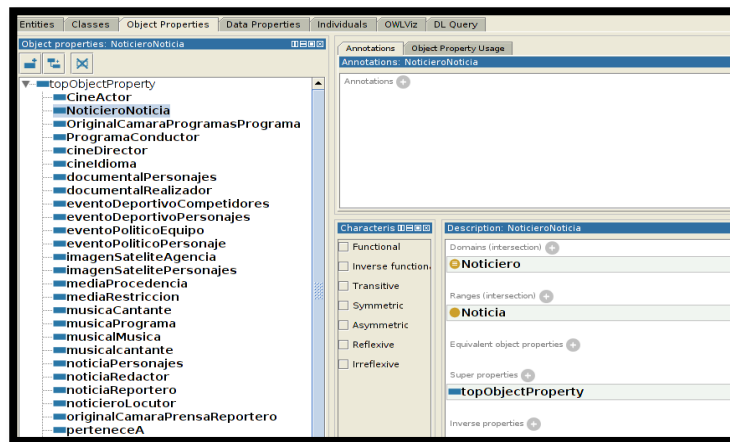 Entities Classes Object Properties Data Properties Individuals OWLViz DL Query
Object properties: NoticieroNoticia
topObjectProperty
CineActor
NoticieroNoticia
OriginalCamaraProgramasPrograma
ProgramaConductor
cineDirector
cineIdioma
documentalPersonajes
documentalRealizador
eventoDeportivoCompetidores
eventoDeportivoPersonajes
eventoPoliticoEquipo
eventoPoliticoPersonaje
imagenSateliteAgencia
imagenSatelitePersonajes
mediaProcedencia
mediaRestriccion
musicaCantante
musicaPrograma
musicalMusica
musicalcantante
noticiaPersonajes
noticiaRedactor
noticiaReportero
noticieroLocutor
originalCamaraPrensaReportero
perteneceA
Annotations Object Property Usage
Annotations: NoticieroNoticia
Annotations
Characteris
Functional
Inverse function
Transitive
Symmetric
Asymmetric
Reflexive
Irreflexive
Description: NoticieroNoticia
Domains (intersection)
Noticiero
Ranges (intersection)
Noticia
Equivalent object properties
Super properties
topObjectProperty
Inverse properties